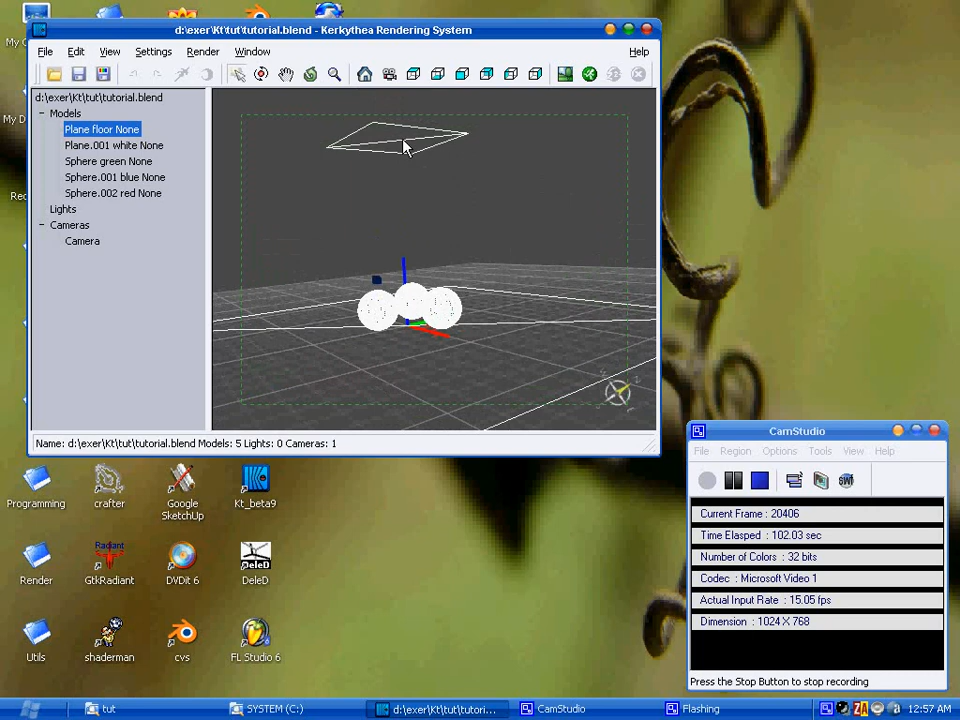 d:\exer\Kt\tut\tutorial.blend - Kerkythea Rendering System
File Edit View Settings Render Window Help
d:\exer\Kt\tut\tutorial.blend
Models
Plane floor None
Plane.001 white None
Sphere green None
Sphere.001 blue None
Sphere.002 red None
Lights
Cameras
Camera
Name: d:\exer\Kt\tut\tutorial.blend Models: 5 Lights: 0 Cameras: 1
My
My D
Rec
Programming
crafter
Google SketchUp
Kt_beta9
Render
Radiant
GtkRadiant
DVDit 6
DeleD
DeleD
Utils
shaderman
cvs
FL Studio 6
CamStudio
File Region Options Tools View Help
SWF
Current Frame : 20406
Time Elasped : 102.03 sec
Number of Colors : 32 bits
Codec : Microsoft Video 1
Actual Input Rate : 15.05 fps
Dimension : 1024 X 768
Press the Stop Button to stop recording
tut
SYSTEM (C:)
d:\exer\Kt\tut\tutori...
CamStudio
Flashing
12:57 AM